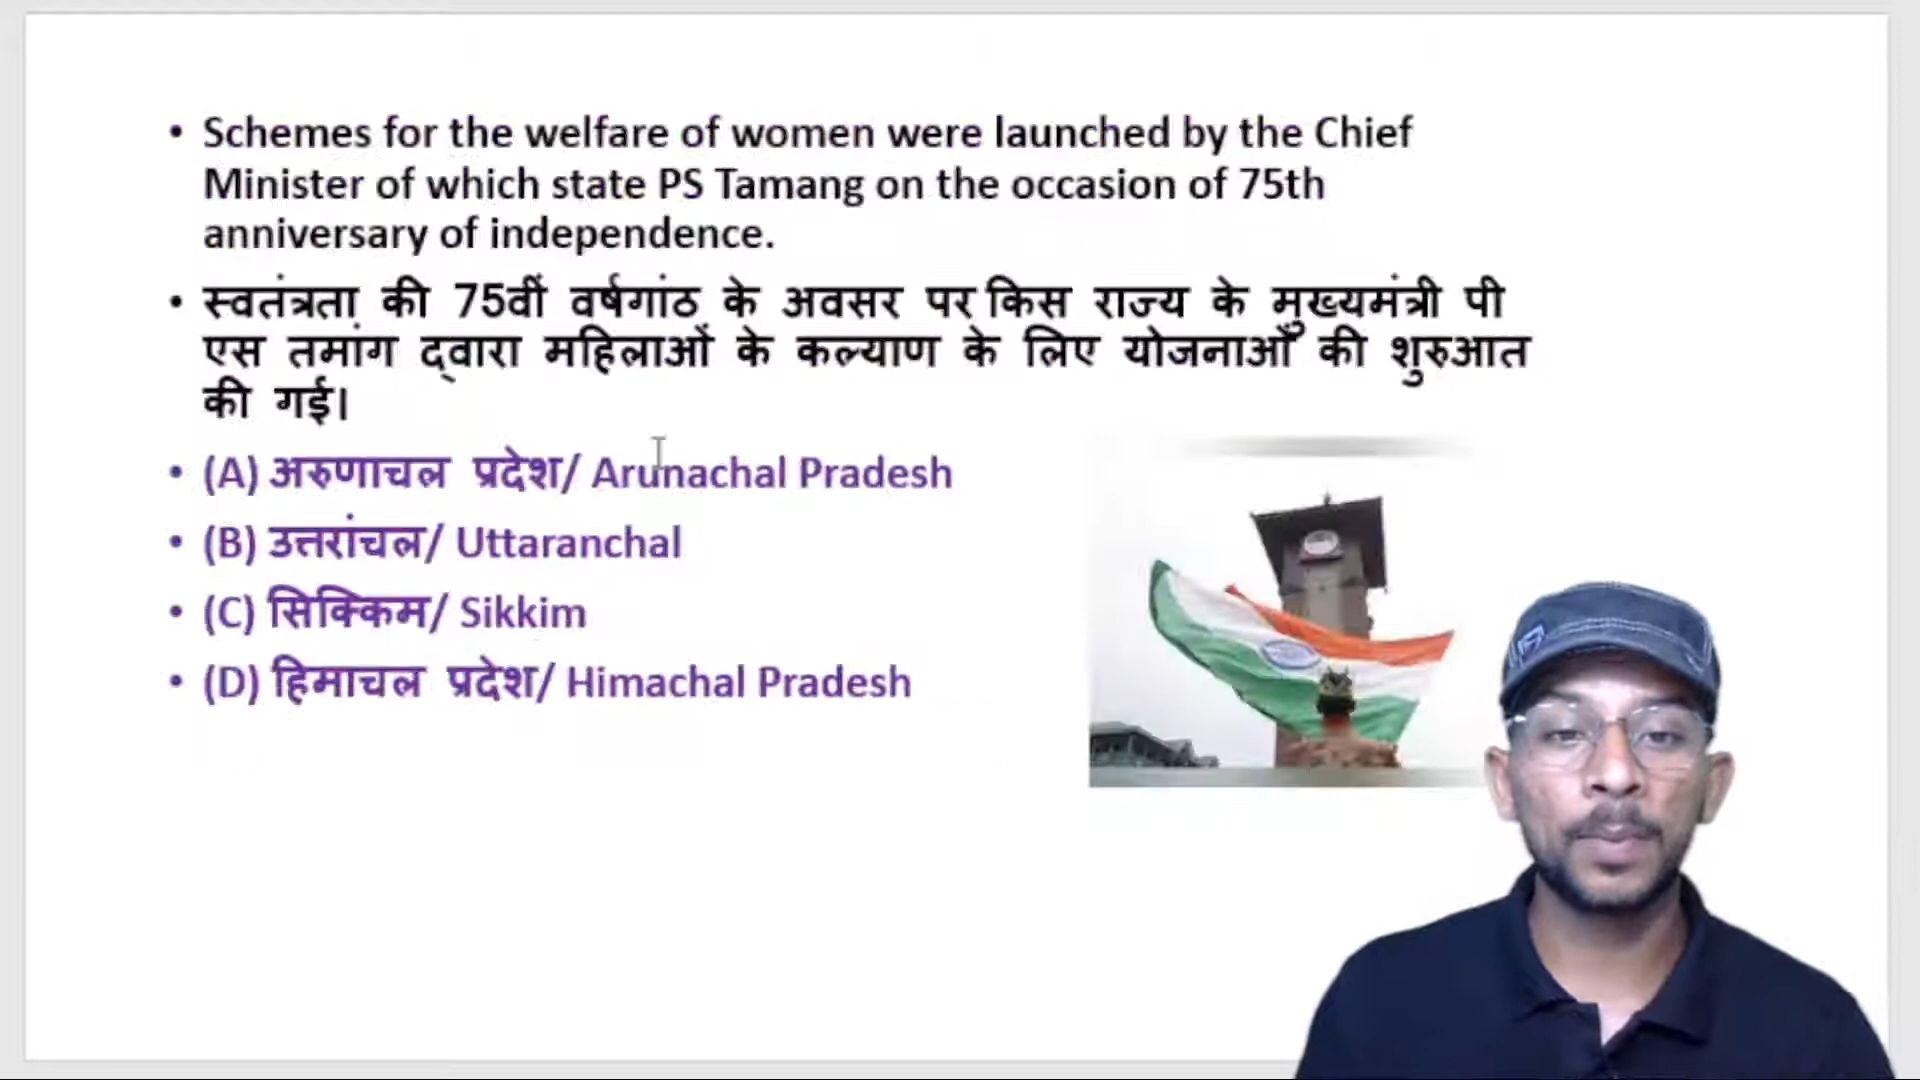 • Schemes for the welfare of women were launched by the Chief
Minister of which state PS Tamang on the occasion of 75th
anniversary of independence.
• स्वतंत्रता की 75वीं वर्षगांठ के अवसर पर किस राज्य के मुख्यमंत्री पी
एस तमांग द्वारा महिलाओं के कल्याण के लिए योजनाओं की शुरुआत
की गई।
• (A) अरुणाचल प्रदेश/ Arunachal Pradesh
• (B) उत्तरांचल/ Uttaranchal
• (C) सिक्किम/ Sikkim
• (D) हिमाचल प्रदेश/ Himachal Pradesh